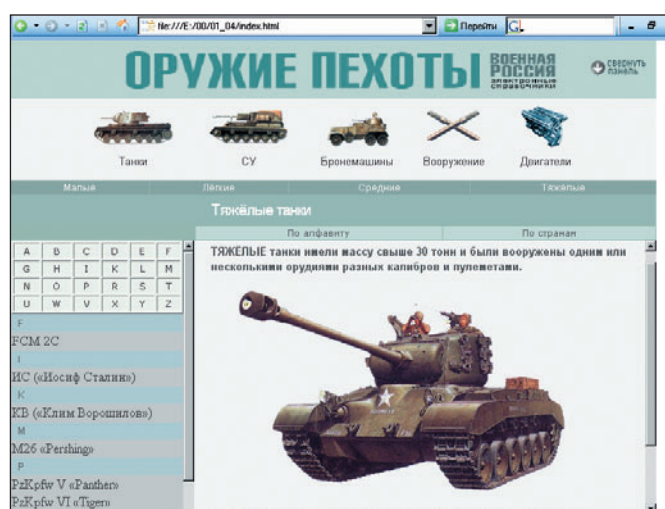 file:///E:/00/01_04/index.html Перейти G
ОРУЖИЕ ПЕХОТЫ
ВОЕННАЯ
РОССИЯ
электронные
справочники
СВЕРНУТЬ
ПАНЕЛЬ
Танки СУ Бронемашины Вооружение Двигатели
Малые Лёгкие Средние Тяжёлые
Тяжёлые танки
По алфавиту По странам
A B C D E F
G H I K L M
N O P R S T
U W V X Y Z
F
FCM 2C
I
ИС («Иосиф Сталин»)
K
КВ («Клим Ворошилов»)
M
M26 «Pershing»
P
PzKpfw V «Panther»
PzKpfw VI «Tiger»
ТЯЖЁЛЫЕ танки имели массу свыше 30 тонн и были вооружены одним или
несколькими орудиями разных калибров и пулеметами.